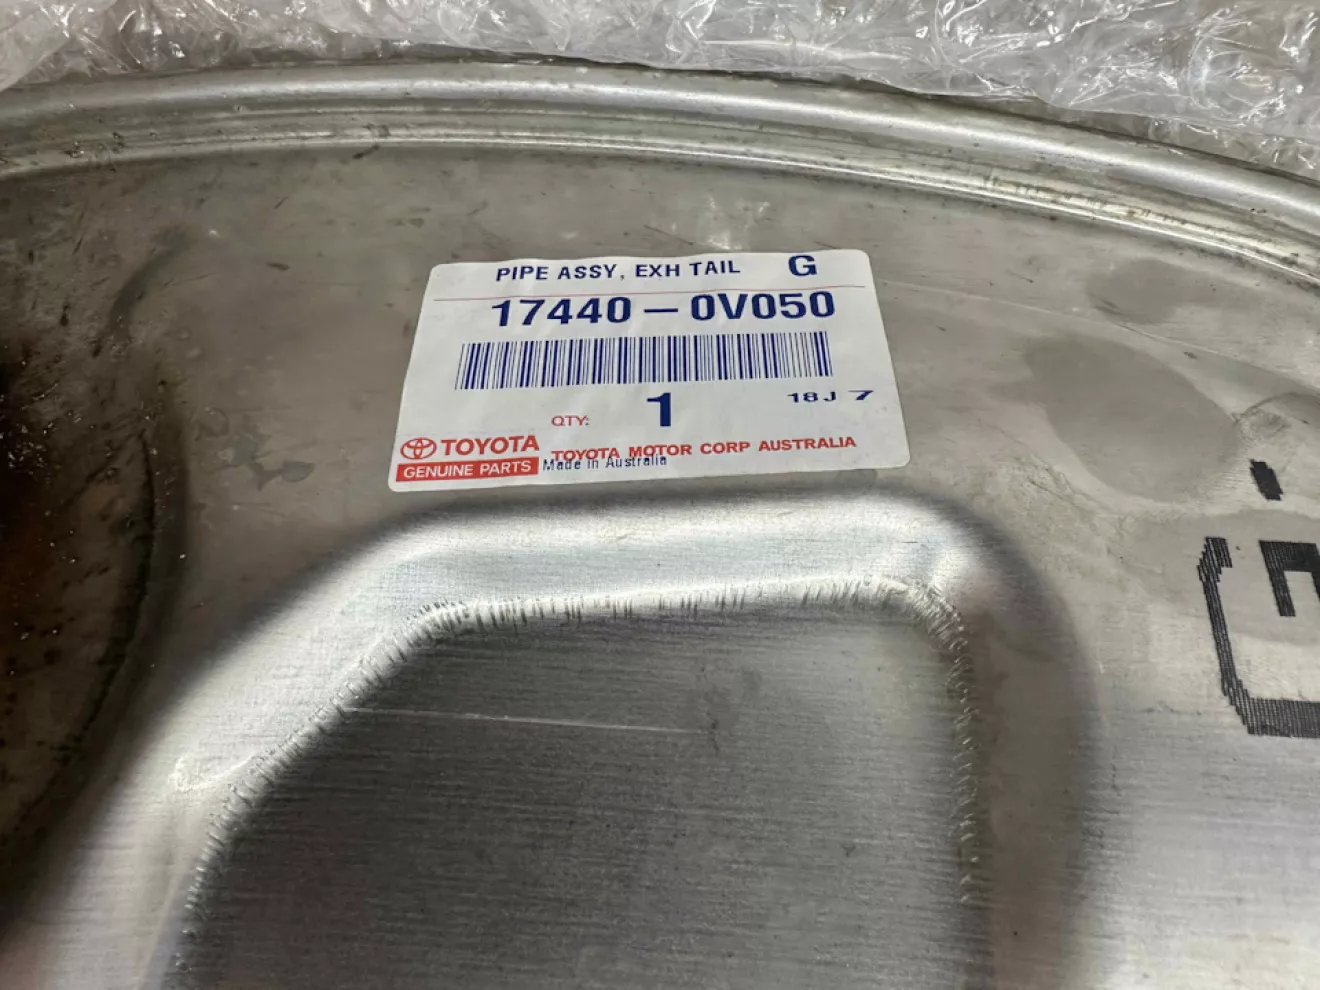 PIPE ASSY, EXH TAIL G
17440-0V050
QTY: 1 18J 7
TOYOTA TOYOTA MOTOR CORP AUSTRALIA
GENUINE PARTS Made in Australia